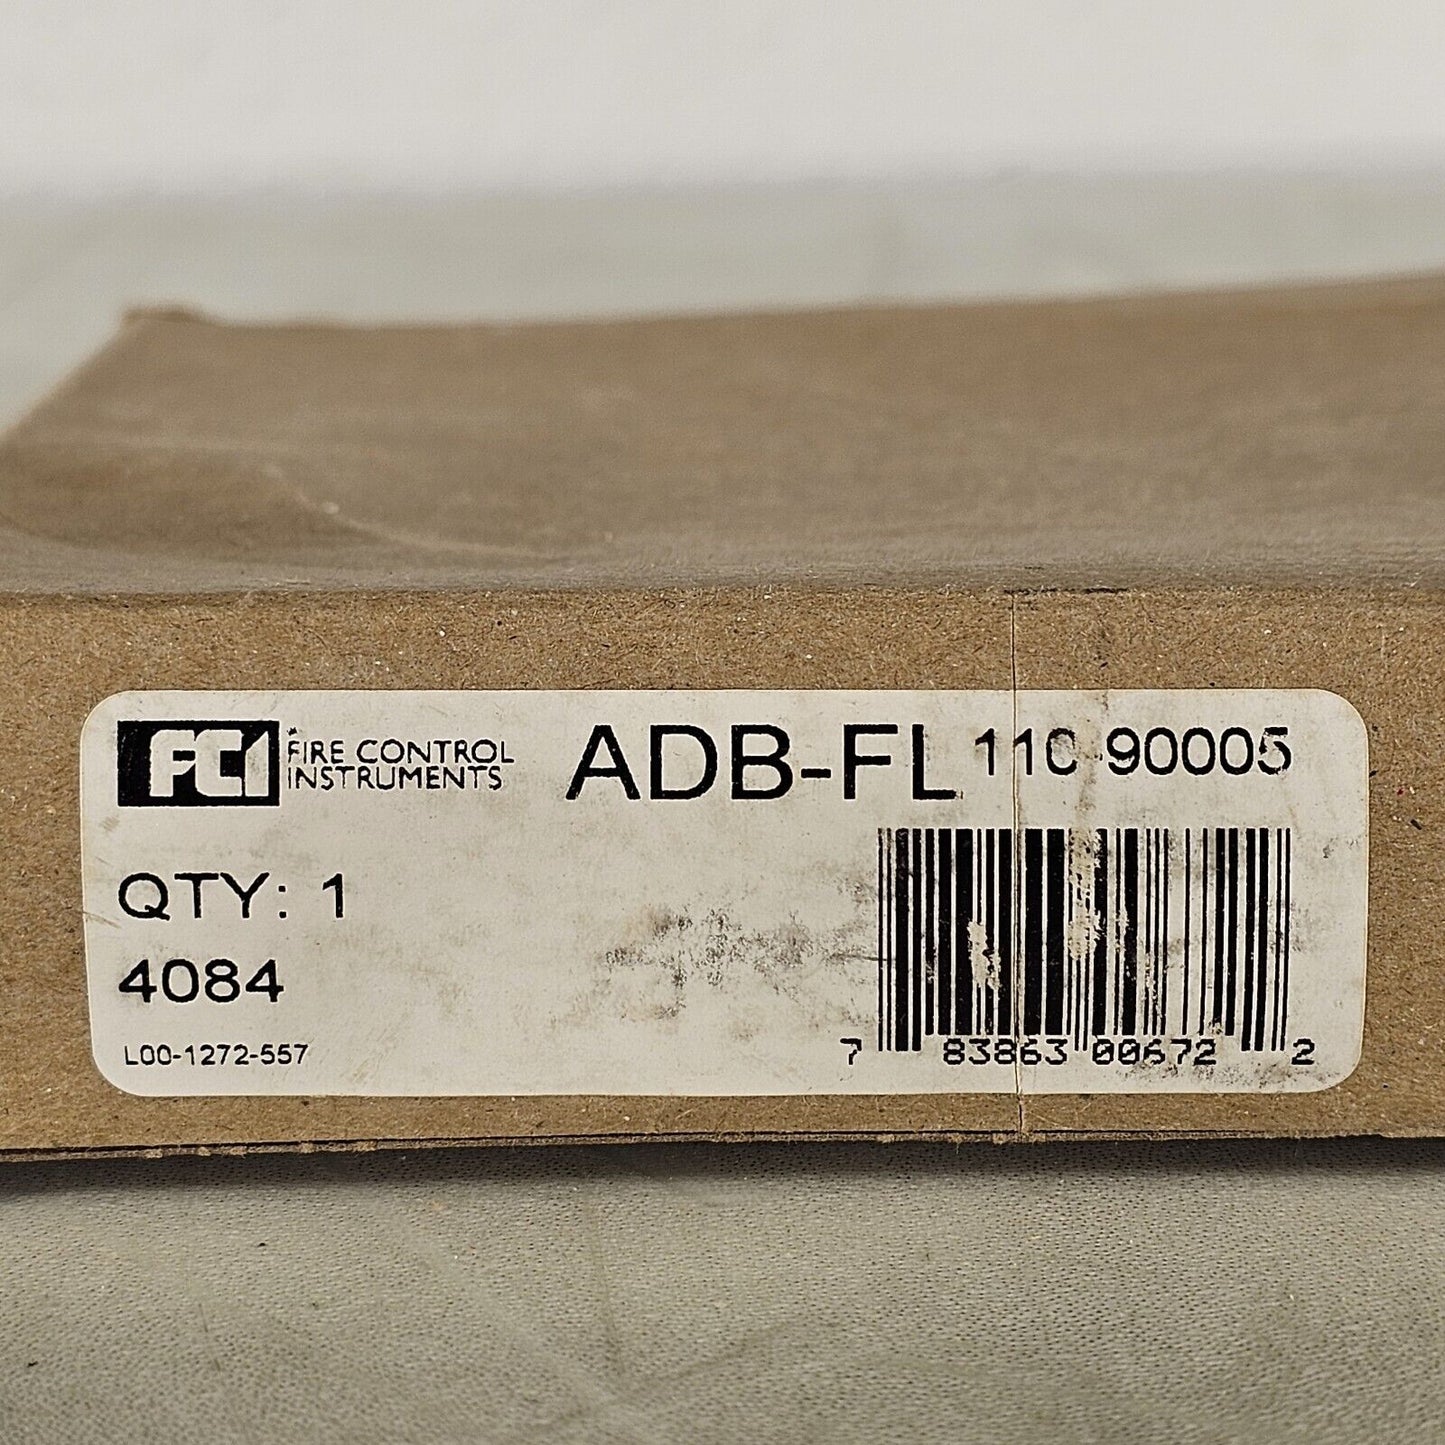 FCI FIRE CONTROL INSTRUMENTS
ADB-FL 110-90005
QTY: 1
4084
L00-1272-557
7 83863 00672 2